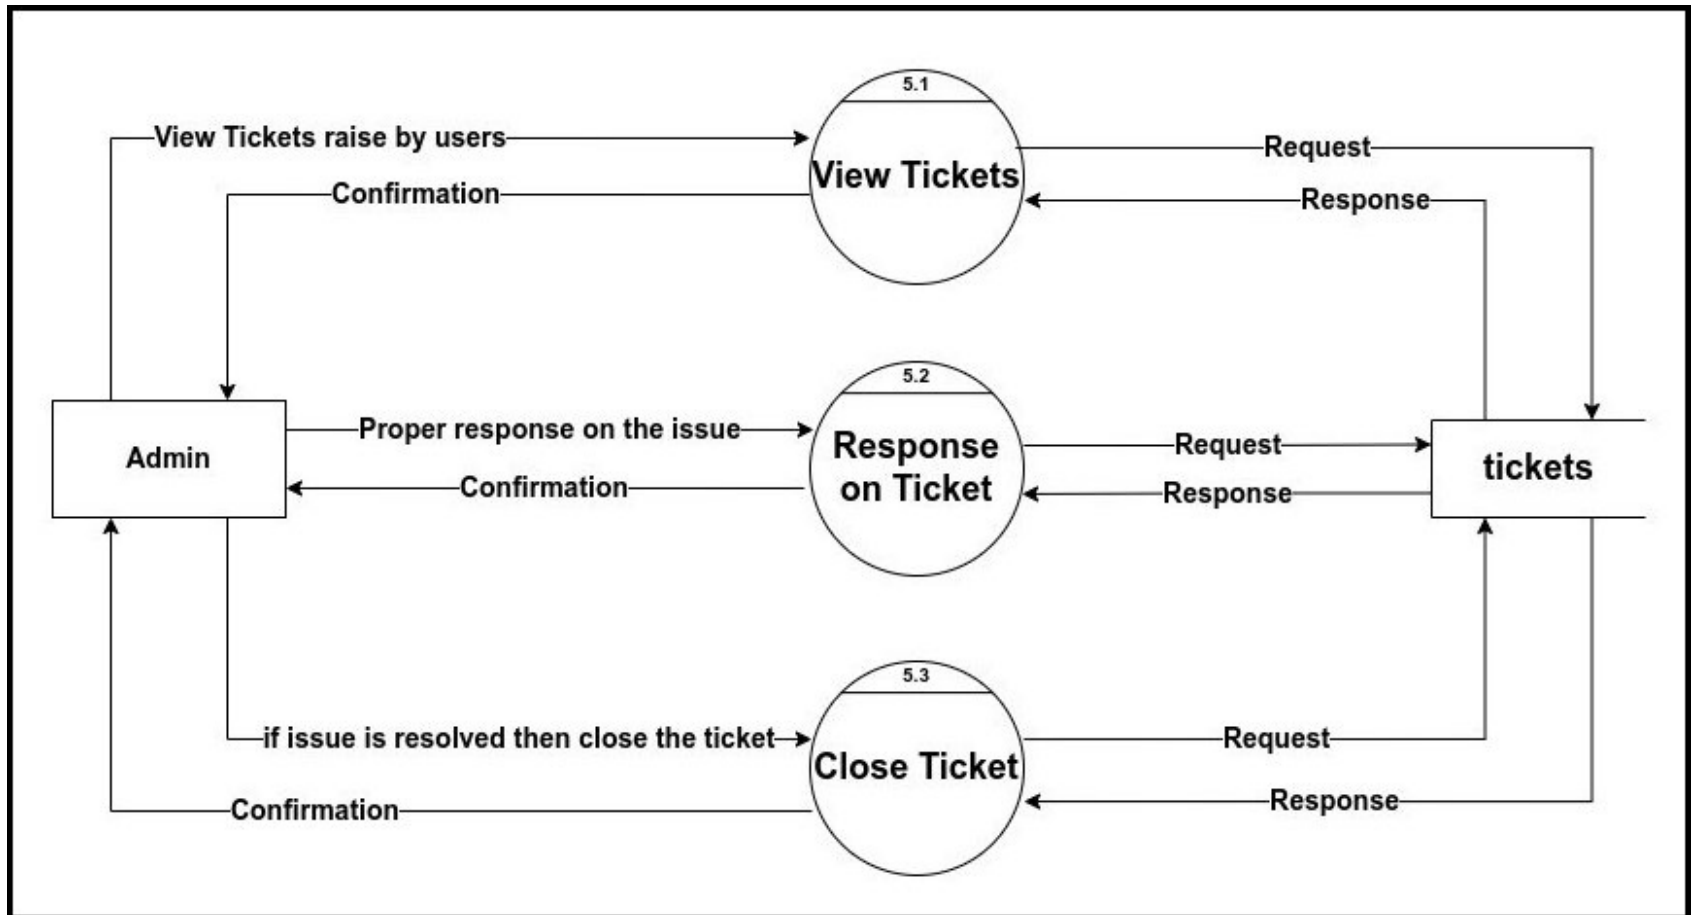 5.1
View Tickets raise by users
Request
View Tickets
Confirmation
Response
5.2
Proper response on the issue
Response
on Ticket
Request
Admin
tickets
Confirmation
Response
5.3
if issue is resolved then close the ticket
Request
Close Ticket
Confirmation
Response